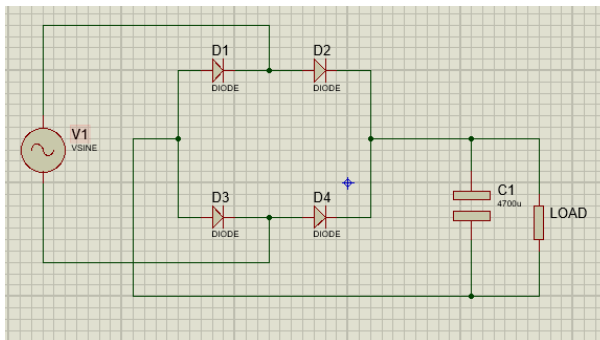 D1
DIODE
D2
DIODE
V1
VSINE
D3
DIODE
D4
DIODE
C1
4700u
LOAD